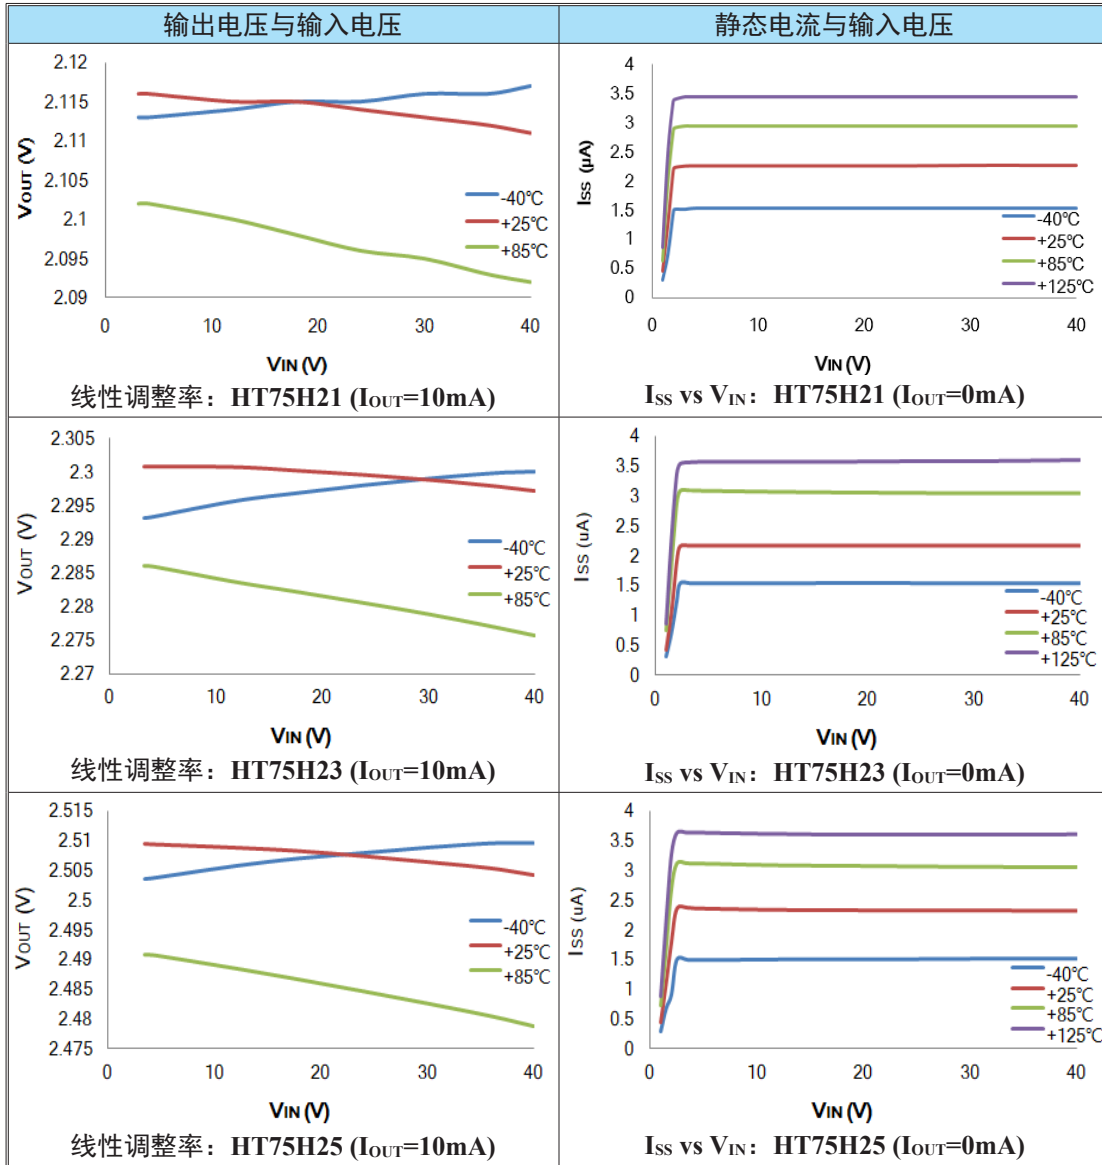 输出电压与输入电压
静态电流与输入电压
2.12
2.115
2.11
2.105
2.1
2.095
2.09
VOUT (V)
-40℃
+25℃
+85℃
0 10 20 30 40
VIN (V)
线性调整率：HT75H21 (IOUT=10mA)
4
3.5
3
2.5
2
1.5
1
0.5
0
ISS (µA)
-40℃
+25℃
+85℃
+125℃
0 10 20 30 40
VIN (V)
ISS vs VIN：HT75H21 (IOUT=0mA)
2.305
2.3
2.295
2.29
2.285
2.28
2.275
2.27
VOUT (V)
-40℃
+25℃
+85℃
0 10 20 30 40
VIN (V)
线性调整率：HT75H23 (IOUT=10mA)
4
3.5
3
2.5
2
1.5
1
0.5
0
ISS (uA)
-40℃
+25℃
+85℃
+125℃
0 10 20 30 40
VIN (V)
ISS vs VIN：HT75H23 (IOUT=0mA)
2.515
2.51
2.505
2.5
2.495
2.49
2.485
2.48
2.475
VOUT (V)
-40℃
+25℃
+85℃
0 10 20 30 40
VIN (V)
线性调整率：HT75H25 (IOUT=10mA)
4
3.5
3
2.5
2
1.5
1
0.5
0
ISS (uA)
-40℃
+25℃
+85℃
+125℃
0 10 20 30 40
VIN (V)
ISS vs VIN：HT75H25 (IOUT=0mA)